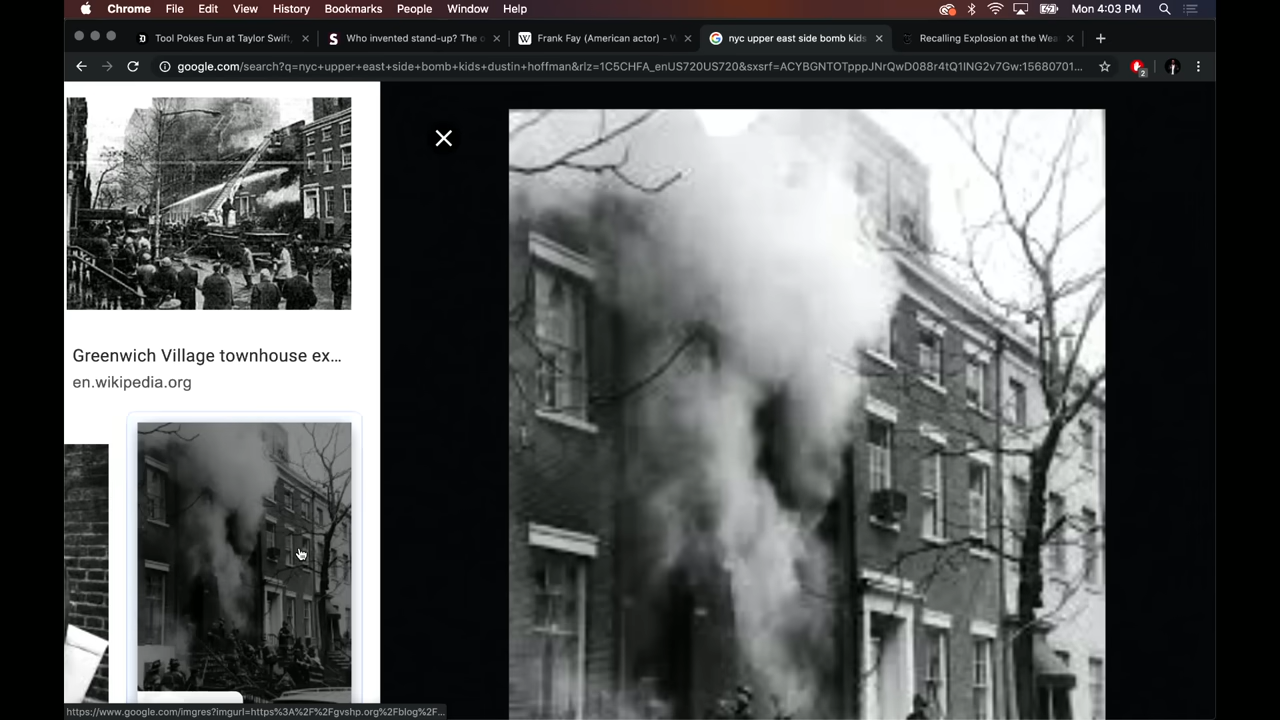 Chrome File Edit View History Bookmarks People Window Help Mon 4:03 PM
Tool Pokes Fun at Taylor Swift, Who invented stand-up? The Frank Fay (American actor) - nyc upper east side bomb kids Recalling Explosion at the Wea
google.com/search?q=nyc+upper+east+side+bomb+kids+dustin+hoffman&rlz=1C5CHFA_enUS720US720&sxsrf=ACYBGNTOTpppJNrQwD088r4tQ1lNG2v7Gw:15680701... 2
Greenwich Village townhouse ex...
en.wikipedia.org
https://www.google.com/imgres?imgurl=https%3A%2F%2Fgvshp.org%2Fblog%2F...